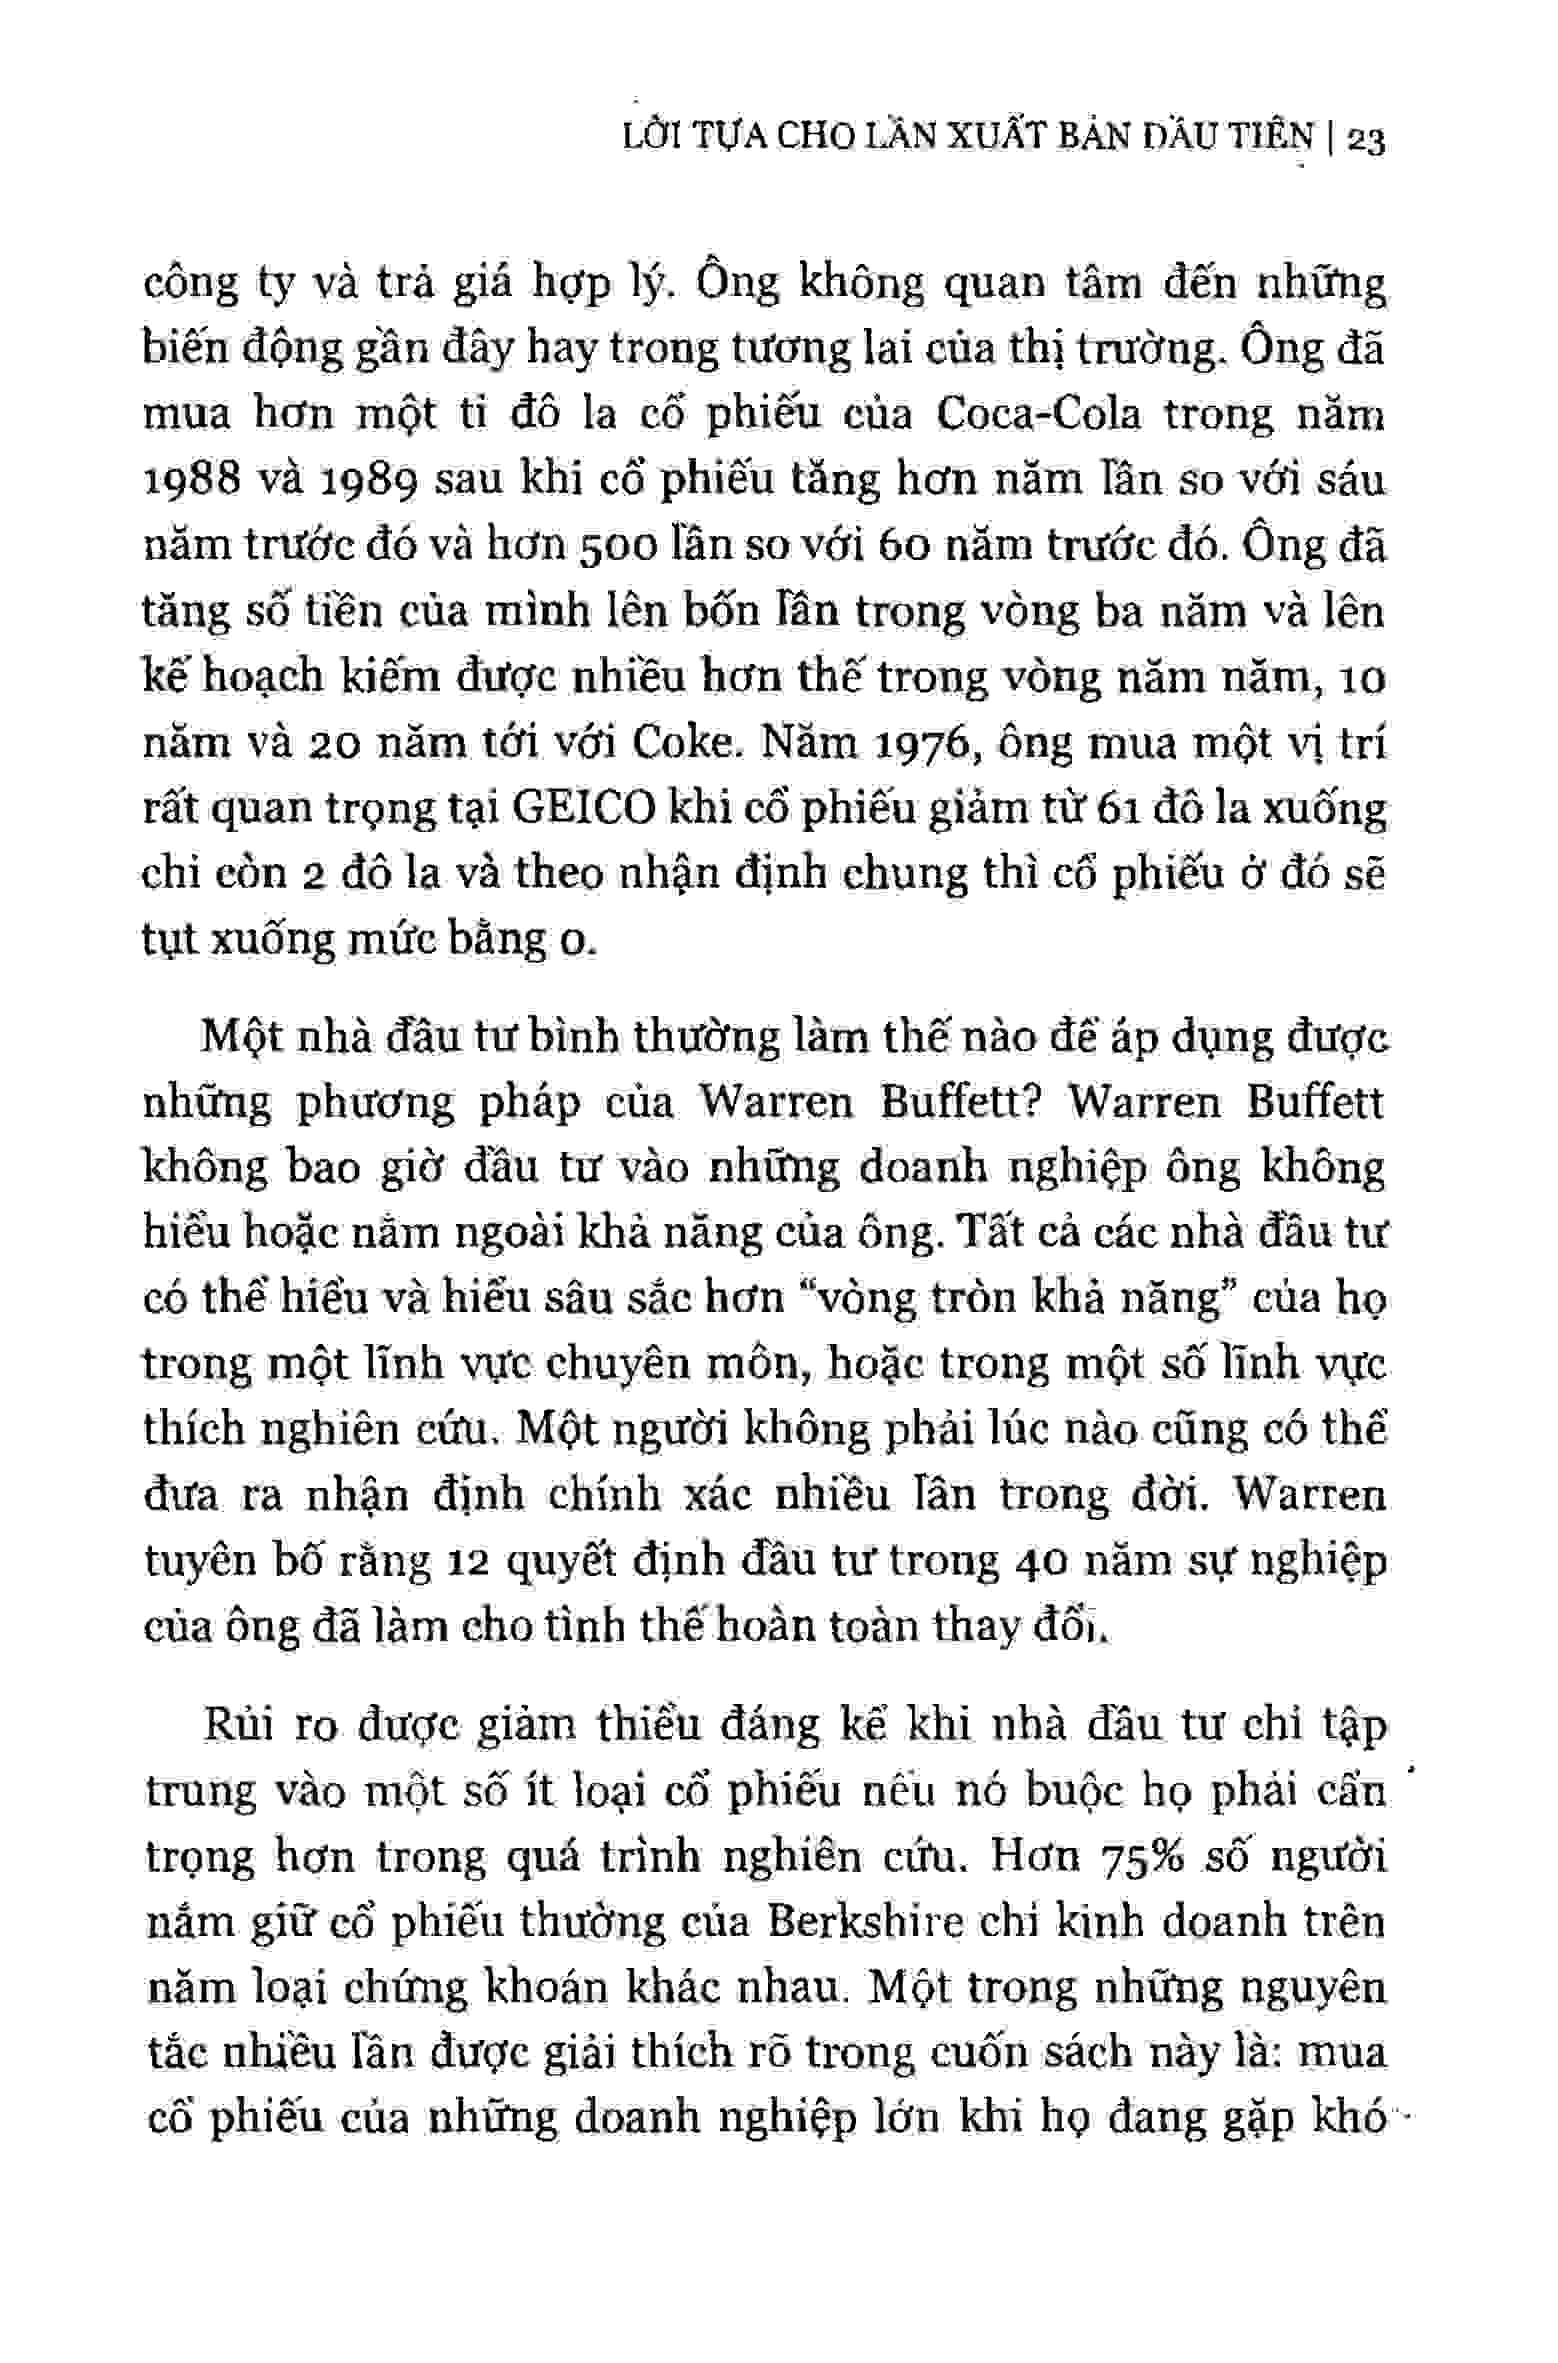 LỜI TỰA CHO LẦN XUẤT BẢN ĐẦU TIÊN | 23
công ty và trả giá hợp lý. Ông không quan tâm đến những
biến động gần đây hay trong tương lai của thị trường. Ông đã
mua hơn một tỉ đô la cổ phiếu của Coca-Cola trong năm
1988 và 1989 sau khi cổ phiếu tăng hơn năm lần so với sáu
năm trước đó và hơn 500 lần so với 60 năm trước đó. Ông đã
tăng số tiền của mình lên bốn lần trong vòng ba năm và lên
kế hoạch kiếm được nhiều hơn thế trong vòng năm năm, 10
năm và 20 năm tới với Coke. Năm 1976, ông mua một vị trí
rất quan trọng tại GEICO khi cổ phiếu giảm từ 61 đô la xuống
chỉ còn 2 đô la và theo nhận định chung thì cổ phiếu ở đó sẽ
tụt xuống mức bằng 0.
Một nhà đầu tư bình thường làm thế nào để áp dụng được
những phương pháp của Warren Buffett? Warren Buffett
không bao giờ đầu tư vào những doanh nghiệp ông không
hiểu hoặc nằm ngoài khả năng của ông. Tất cả các nhà đầu tư
có thể hiểu và hiểu sâu sắc hơn “vòng tròn khả năng” của họ
trong một lĩnh vực chuyên môn, hoặc trong một số lĩnh vực
thích nghiên cứu. Một người không phải lúc nào cũng có thể
đưa ra nhận định chính xác nhiều lần trong đời. Warren
tuyên bố rằng 12 quyết định đầu tư trong 40 năm sự nghiệp
của ông đã làm cho tình thế hoàn toàn thay đổi.
Rủi ro được giảm thiểu đáng kể khi nhà đầu tư chỉ tập
trung vào một số ít loại cổ phiếu nếu nó buộc họ phải cẩn
trọng hơn trong quá trình nghiên cứu. Hơn 75% số người
nắm giữ cổ phiếu thường của Berkshire chỉ kinh doanh trên
năm loại chứng khoán khác nhau. Một trong những nguyên
tắc nhiều lần được giải thích rõ trong cuốn sách này là: mua
cổ phiếu của những doanh nghiệp lớn khi họ đang gặp khó